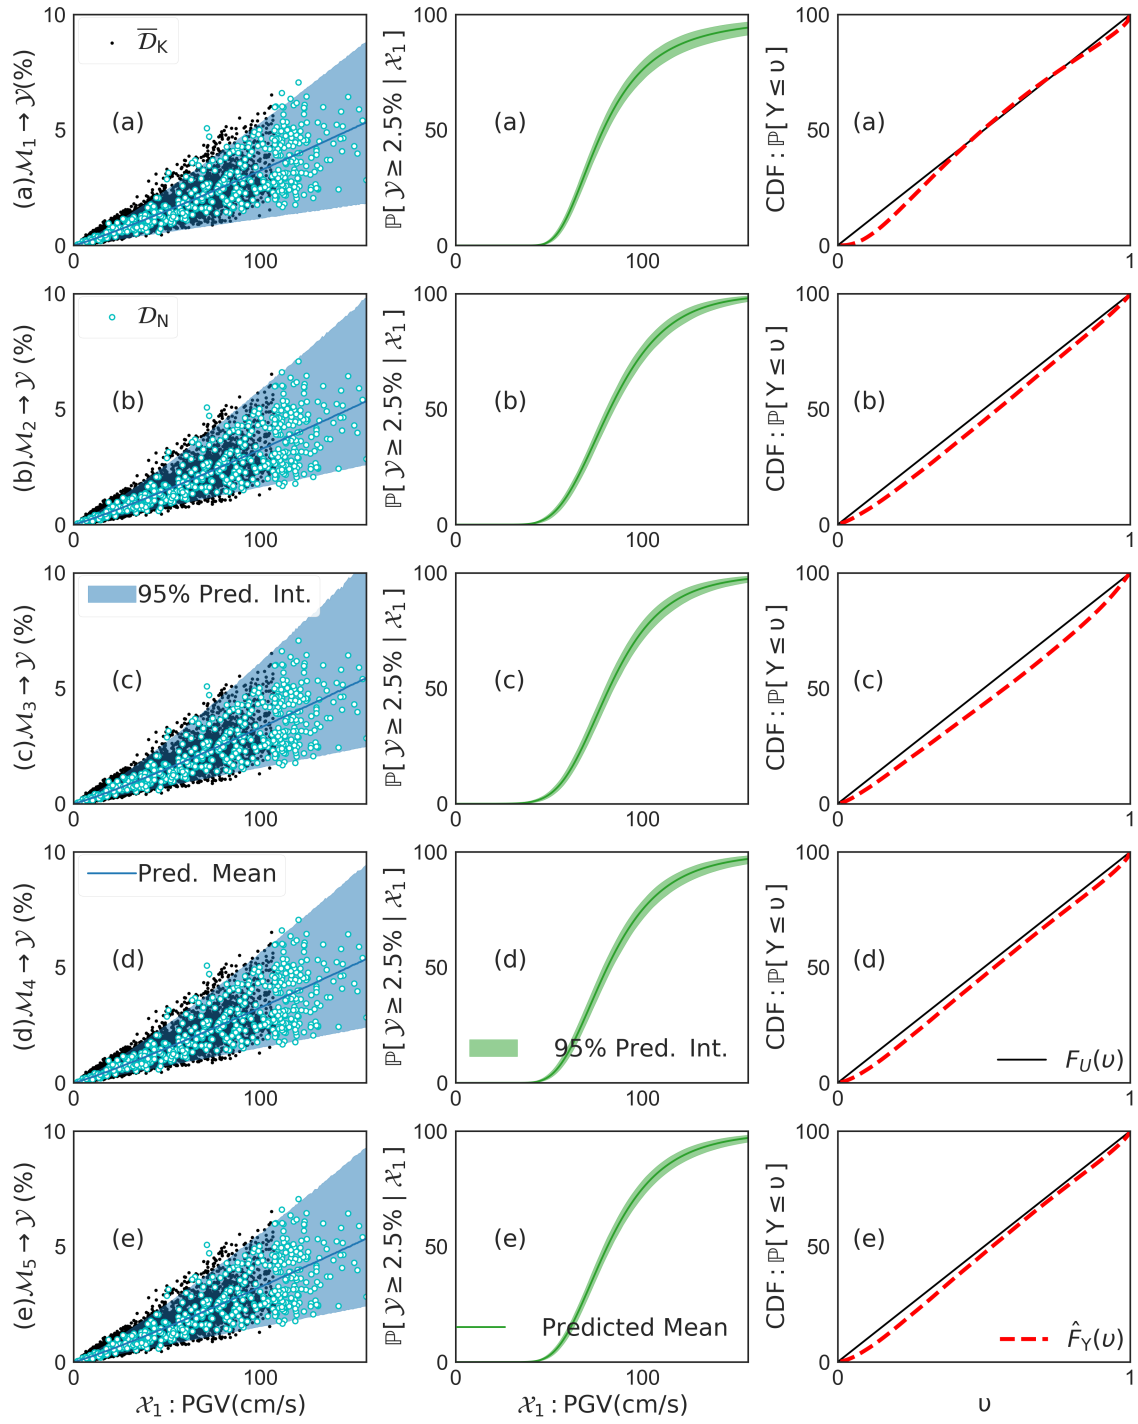 (a)ℳ₁ → 𝒴(%)
10
5
0
0
100
𝒟̅_K
(a)
ℙ[𝒴 ≥ 2.5% | 𝒳₁]
100
50
0
0
100
(a)
CDF : ℙ[Y ≤ υ]
100
50
0
0
1
(a)
(b)ℳ₂ → 𝒴 (%)
10
5
0
0
100
𝒟_N
(b)
ℙ[𝒴 ≥ 2.5% | 𝒳₁]
100
50
0
0
100
(b)
CDF : ℙ[Y ≤ υ]
100
50
0
0
1
(b)
(c)ℳ₃ → 𝒴 (%)
10
5
0
0
100
95% Pred. Int.
(c)
ℙ[𝒴 ≥ 2.5% | 𝒳₁]
100
50
0
0
100
(c)
CDF : ℙ[Y ≤ υ]
100
50
0
0
1
(c)
(d)ℳ₄ → 𝒴 (%)
10
5
0
0
100
Pred. Mean
(d)
ℙ[𝒴 ≥ 2.5% | 𝒳₁]
100
50
0
0
100
(d)
95% Pred. Int.
CDF : ℙ[Y ≤ υ]
100
50
0
0
1
(d)
F_U(υ)
(e)ℳ₅ → 𝒴 (%)
10
5
0
0
100
(e)
𝒳₁ : PGV(cm/s)
ℙ[𝒴 ≥ 2.5% | 𝒳₁]
100
50
0
0
100
(e)
Predicted Mean
𝒳₁ : PGV(cm/s)
CDF : ℙ[Y ≤ υ]
100
50
0
0
1
(e)
F̂_Y(υ)
υ